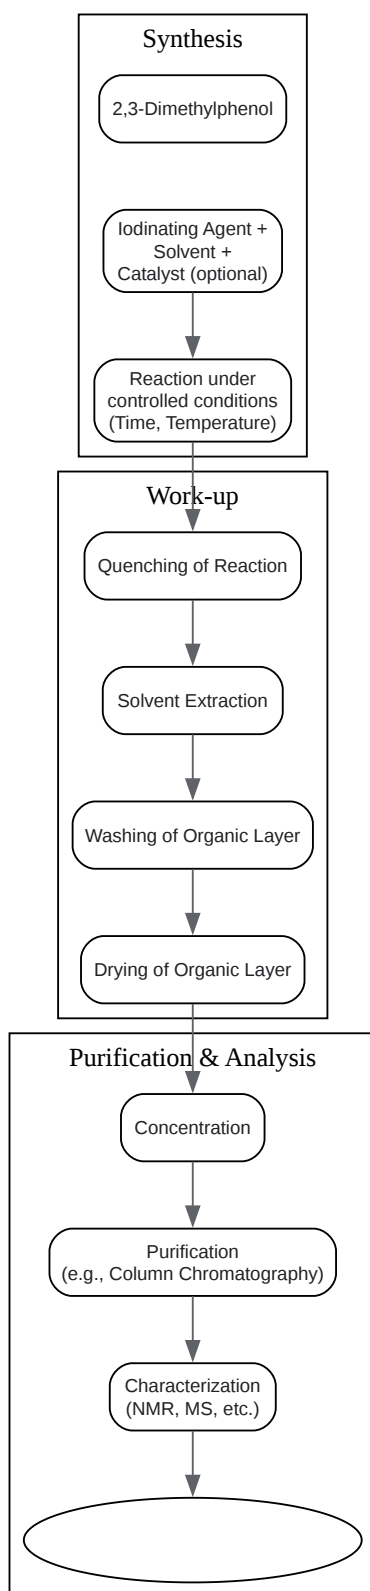 Synthesis
2,3-Dimethylphenol
Iodinating Agent +
Solvent +
Catalyst (optional)
Reaction under
controlled conditions
(Time, Temperature)
Work-up
Quenching of Reaction
Solvent Extraction
Washing of Organic Layer
Drying of Organic Layer
Purification & Analysis
Concentration
Purification
(e.g., Column Chromatography)
Characterization
(NMR, MS, etc.)